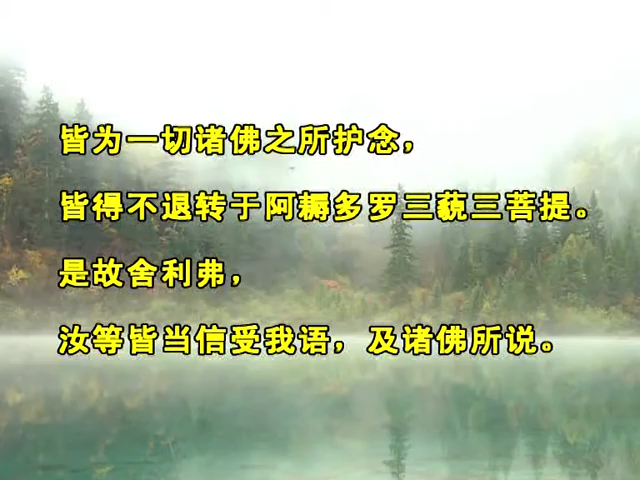 皆为一切诸佛之所护念，
皆得不退转于阿耨多罗三藐三菩提。
是故舍利弗，
汝等皆当信受我语，及诸佛所说。